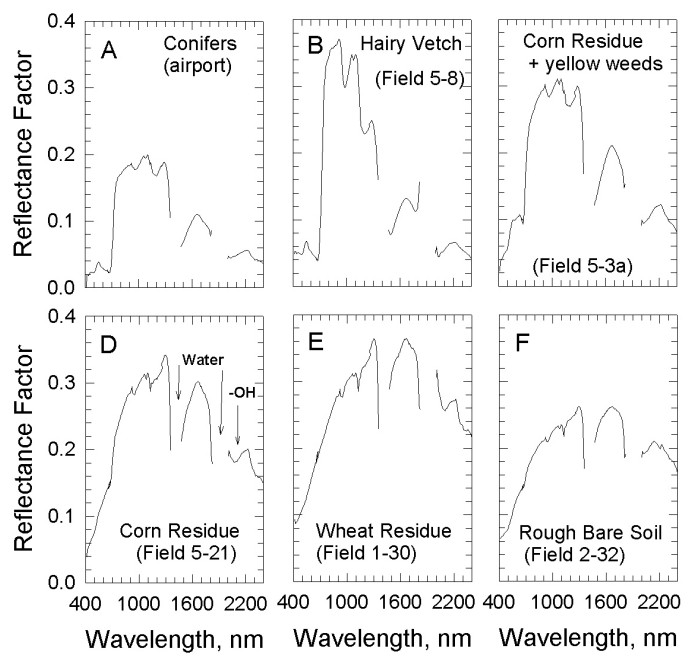 0.4
0.3
0.2
0.1
0.0
Reflectance Factor
A
Conifers
(airport)
B
Hairy Vetch
(Field 5-8)
Corn Residue
+ yellow weeds
(Field 5-3a)
0.4
0.3
0.2
0.1
0.0
Reflectance Factor
D
Water
-OH
Corn Residue
(Field 5-21)
E
Wheat Residue
(Field 1-30)
F
Rough Bare Soil
(Field 2-32)
400 1000 1600 2200
400 1000 1600 2200
400 1000 1600 2200
Wavelength, nm
Wavelength, nm
Wavelength, nm